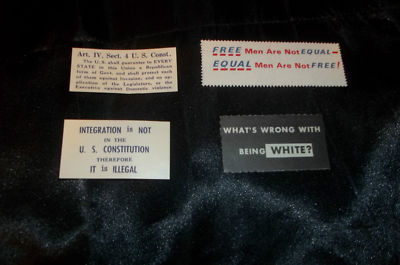 Art. IV, Sect. 4 U. S. Const.
The U. S. shall guarantee to EVERY
STATE in this Union a Republican
form of Govt. and shall protect each
of them against Invasion, and on ap-
plication of the Legislature, or the
Executive against Domestic violence.
FREE Men Are Not EQUAL—
EQUAL Men Are Not FREE!
INTEGRATION is NOT
IN THE
U. S. CONSTITUTION
THEREFORE
IT is ILLEGAL
WHAT'S WRONG WITH
BEING WHITE?